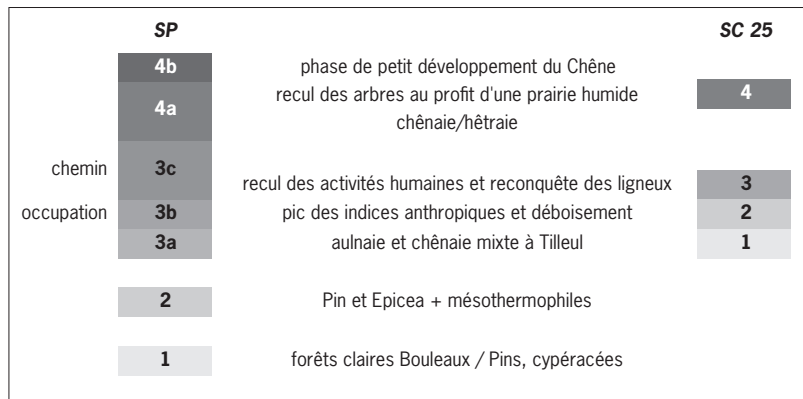 SP SC 25
4b phase de petit développement du Chêne
4a recul des arbres au profit d'une prairie humide 4
chênaie/hêtraie
chemin 3c
recul des activités humaines et reconquête des ligneux 3
occupation 3b pic des indices anthropiques et déboisement 2
3a aulnaie et chênaie mixte à Tilleul 1
2 Pin et Epicea + mésothermophiles
1 forêts claires Bouleaux / Pins, cypéracées